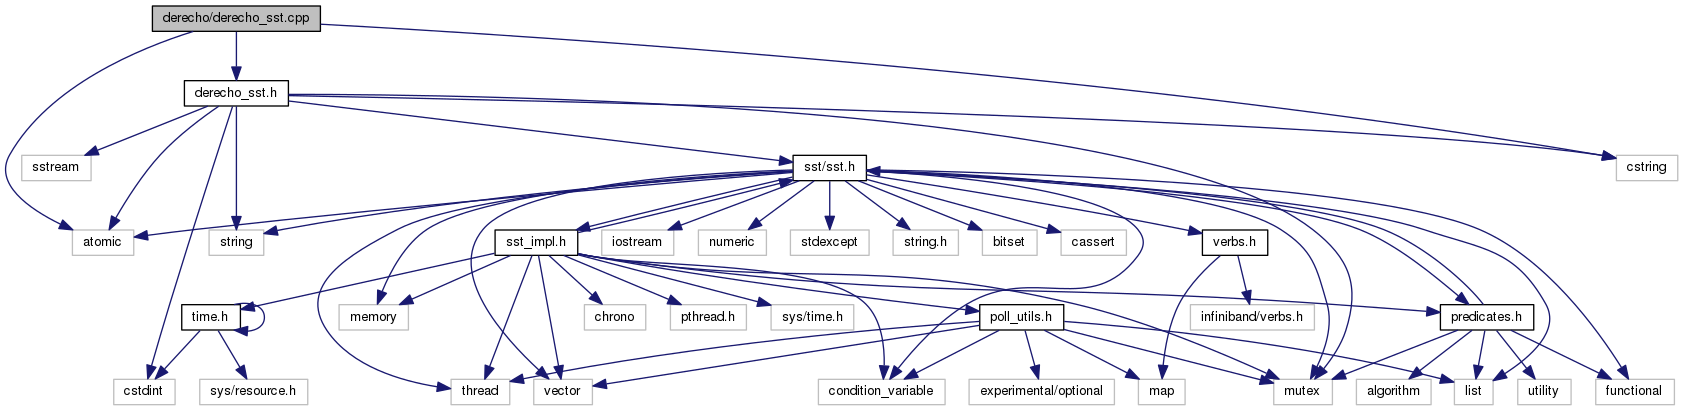 derecho/derecho_sst.cpp
derecho_sst.h
sstream
sst/sst.h
cstring
atomic
string
sst_impl.h
iostream
numeric
stdexcept
string.h
bitset
cassert
verbs.h
time.h
memory
chrono
pthread.h
sys/time.h
poll_utils.h
infiniband/verbs.h
predicates.h
cstdint
sys/resource.h
thread
vector
condition_variable
experimental/optional
map
mutex
algorithm
list
utility
functional